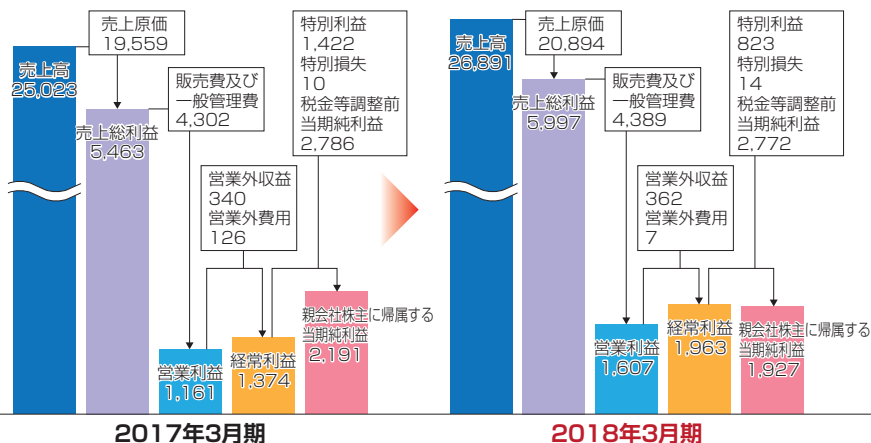 売上高
25,023
売上原価
19,559
売上総利益
5,463
販売費及び
一般管理費
4,302
営業利益
1,161
営業外収益
340
営業外費用
126
経常利益
1,374
特別利益
1,422
特別損失
10
税金等調整前
当期純利益
2,786
親会社株主に帰属する
当期純利益
2,191
2017年3月期
売上高
26,891
売上原価
20,894
売上総利益
5,997
販売費及び
一般管理費
4,389
営業利益
1,607
営業外収益
362
営業外費用
7
経常利益
1,963
特別利益
823
特別損失
14
税金等調整前
当期純利益
2,772
親会社株主に帰属する
当期純利益
1,927
2018年3月期